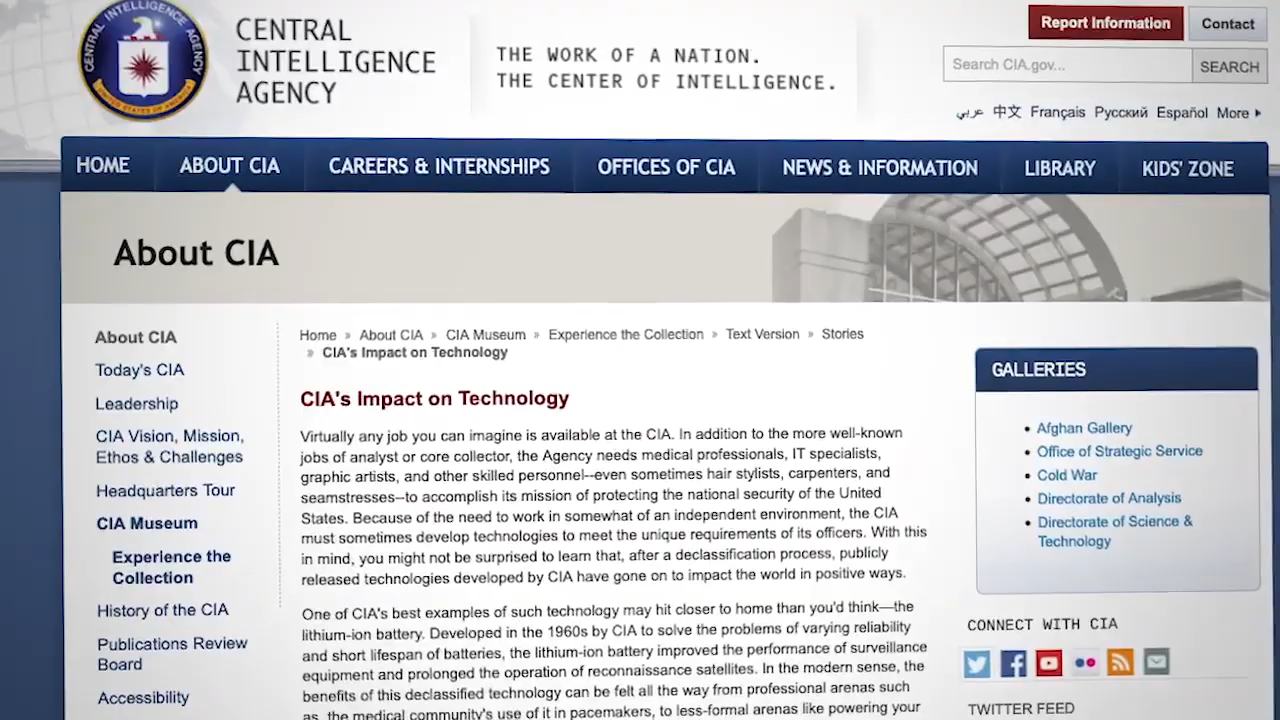 CENTRAL INTELLIGENCE AGENCY
UNITED STATES OF AMERICA
CENTRAL
INTELLIGENCE
AGENCY
THE WORK OF A NATION.
THE CENTER OF INTELLIGENCE.
Report Information
Contact
Search CIA.gov...
SEARCH
عربي 中文 Français Русский Español More
HOME ABOUT CIA CAREERS & INTERNSHIPS OFFICES OF CIA NEWS & INFORMATION LIBRARY KIDS' ZONE
About CIA
About CIA
Today's CIA
Leadership
CIA Vision, Mission,
Ethos & Challenges
Headquarters Tour
CIA Museum
Experience the
Collection
History of the CIA
Publications Review
Board
Accessibility
Home » About CIA » CIA Museum » Experience the Collection » Text Version » Stories
» CIA's Impact on Technology
CIA's Impact on Technology
Virtually any job you can imagine is available at the CIA. In addition to the more well-known
jobs of analyst or core collector, the Agency needs medical professionals, IT specialists,
graphic artists, and other skilled personnel--even sometimes hair stylists, carpenters, and
seamstresses--to accomplish its mission of protecting the national security of the United
States. Because of the need to work in somewhat of an independent environment, the CIA
must sometimes develop technologies to meet the unique requirements of its officers. With this
in mind, you might not be surprised to learn that, after a declassification process, publicly
released technologies developed by CIA have gone on to impact the world in positive ways.
One of CIA's best examples of such technology may hit closer to home than you'd think—the
lithium-ion battery. Developed in the 1960s by CIA to solve the problems of varying reliability
and short lifespan of batteries, the lithium-ion battery improved the performance of surveillance
equipment and prolonged the operation of reconnaissance satellites. In the modern sense, the
benefits of this declassified technology can be felt all the way from professional arenas such
as, the medical community's use of it in pacemakers, to less-formal arenas like powering your
GALLERIES
• Afghan Gallery
• Office of Strategic Service
• Cold War
• Directorate of Analysis
• Directorate of Science &
Technology
CONNECT WITH CIA
TWITTER FEED